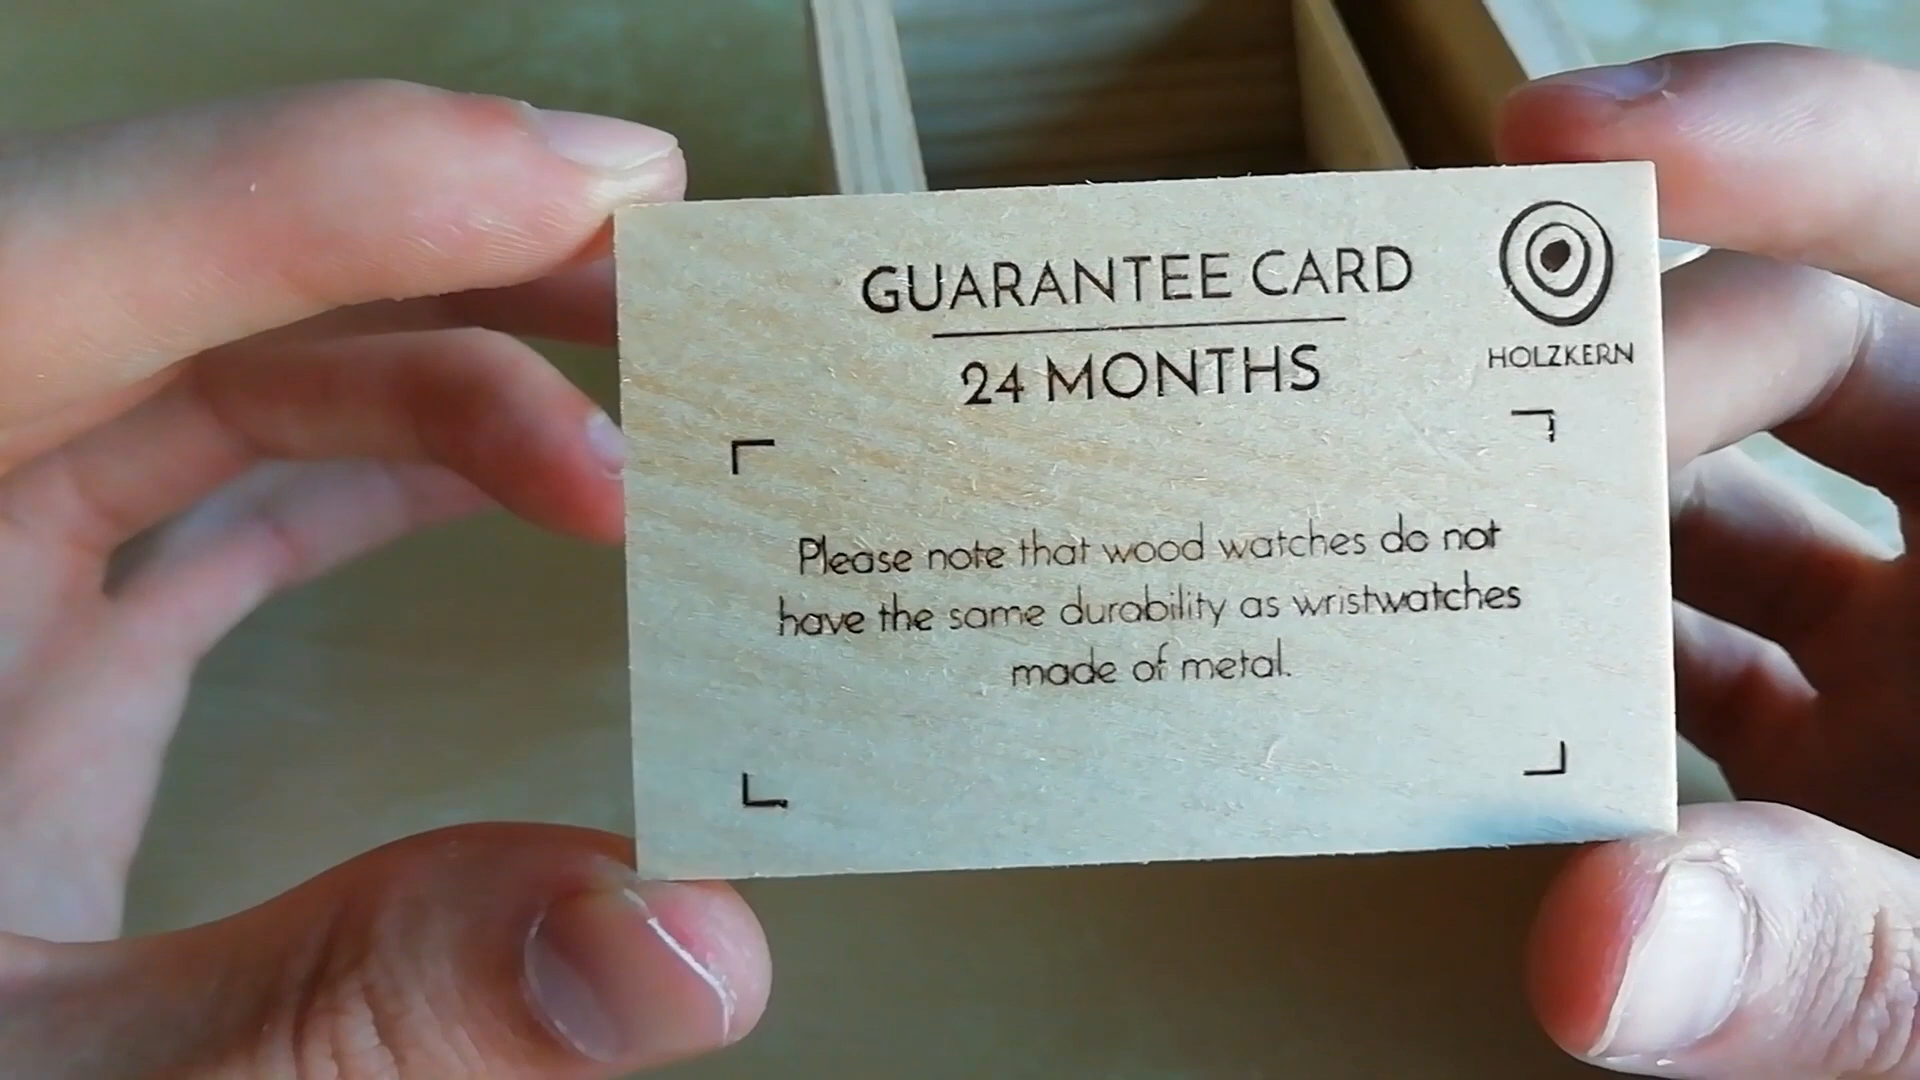 GUARANTEE CARD
24 MONTHS
HOLZKERN
Please note that wood watches do not
have the same durability as wristwatches
made of metal.